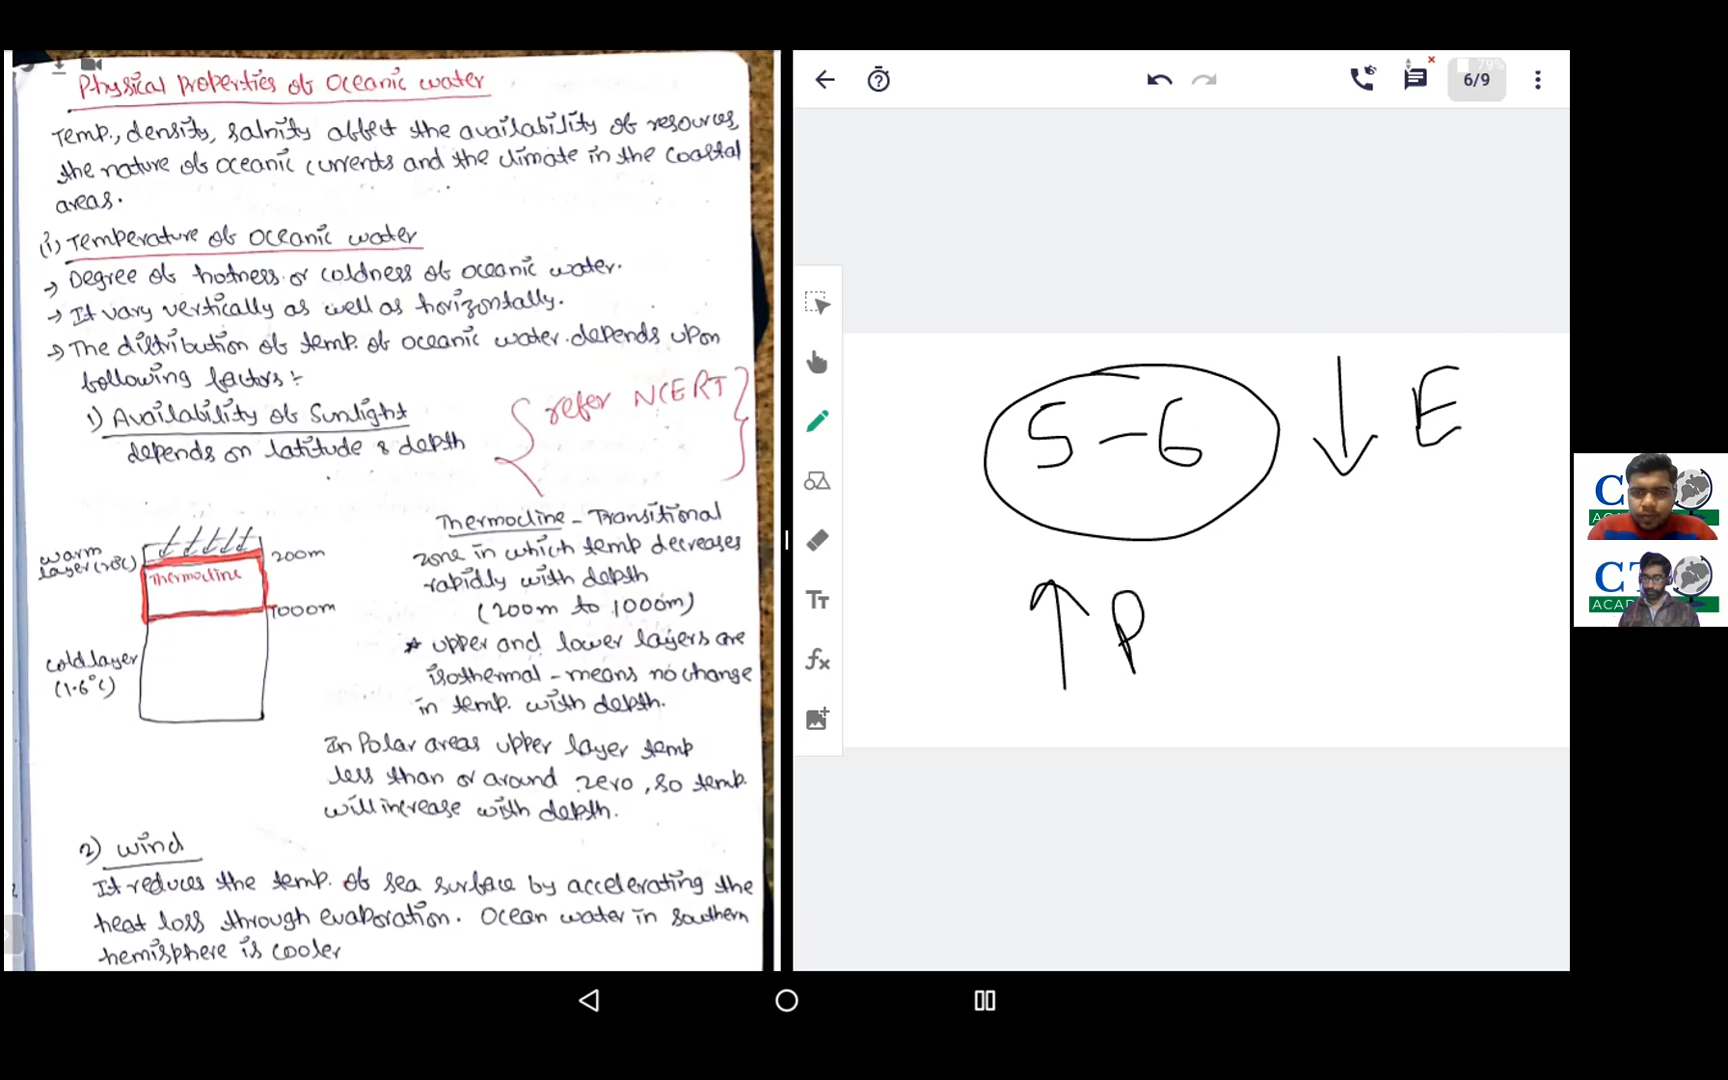 Physical Properties of Oceanic water
Temp., density, salnity affect the availability of resources,
the nature of oceanic currents and the climate in the coastal
areas.
(i) Temperature of oceanic water
→ Degree of hotness or coldness of oceanic water.
→ It vary vertically as well as horizontally.
→ The distribution of temp. of oceanic water depends upon
following factors :-
1) Availability of Sunlight
depends on latitude & depth
refer NCERT
warm
layer (20°C)
200m
Thermocline
1000m
cold layer
(1.6°C)
Thermocline - Transitional
zone in which temp decreases
rapidly with depth
(200m to 1000m)
* upper and lower layers are
isothermal - means no change
in temp. with depth.
In Polar areas upper layer temp
less than or around zero, so temp.
will increase with depth.
2) wind
It reduces the temp. of sea surface by accelerating the
heat loss through evaporation. Ocean water in southern
hemisphere is cooler
79%
6/9
Tт
fx
5 - 6 ↓ E
↑ P
C
ACAD